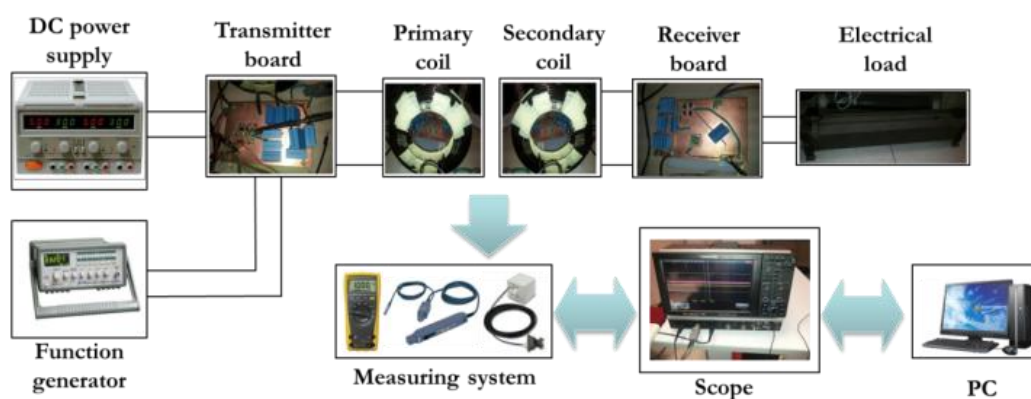 DC power
supply
Transmitter
board
Primary
coil
Secondary
coil
Receiver
board
Electrical
load
Function
generator
Measuring system
Scope
PC